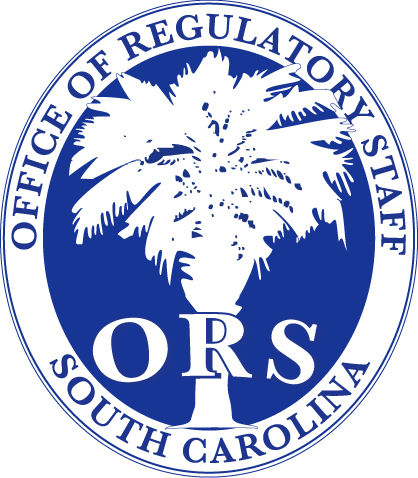 OFFICE OF REGULATORY STAFF
ORS
SOUTH CAROLINA